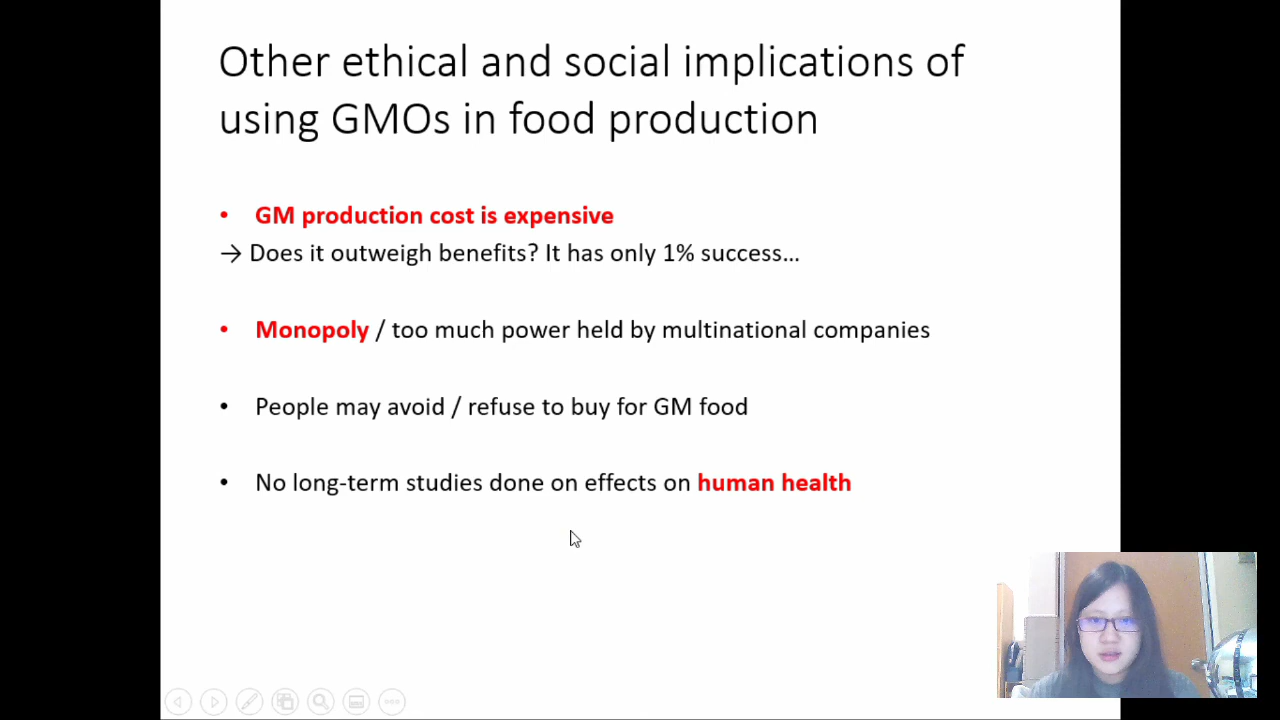 Other ethical and social implications of
using GMOs in food production
• GM production cost is expensive
→ Does it outweigh benefits? It has only 1% success…
• Monopoly / too much power held by multinational companies
• People may avoid / refuse to buy for GM food
• No long-term studies done on effects on human health